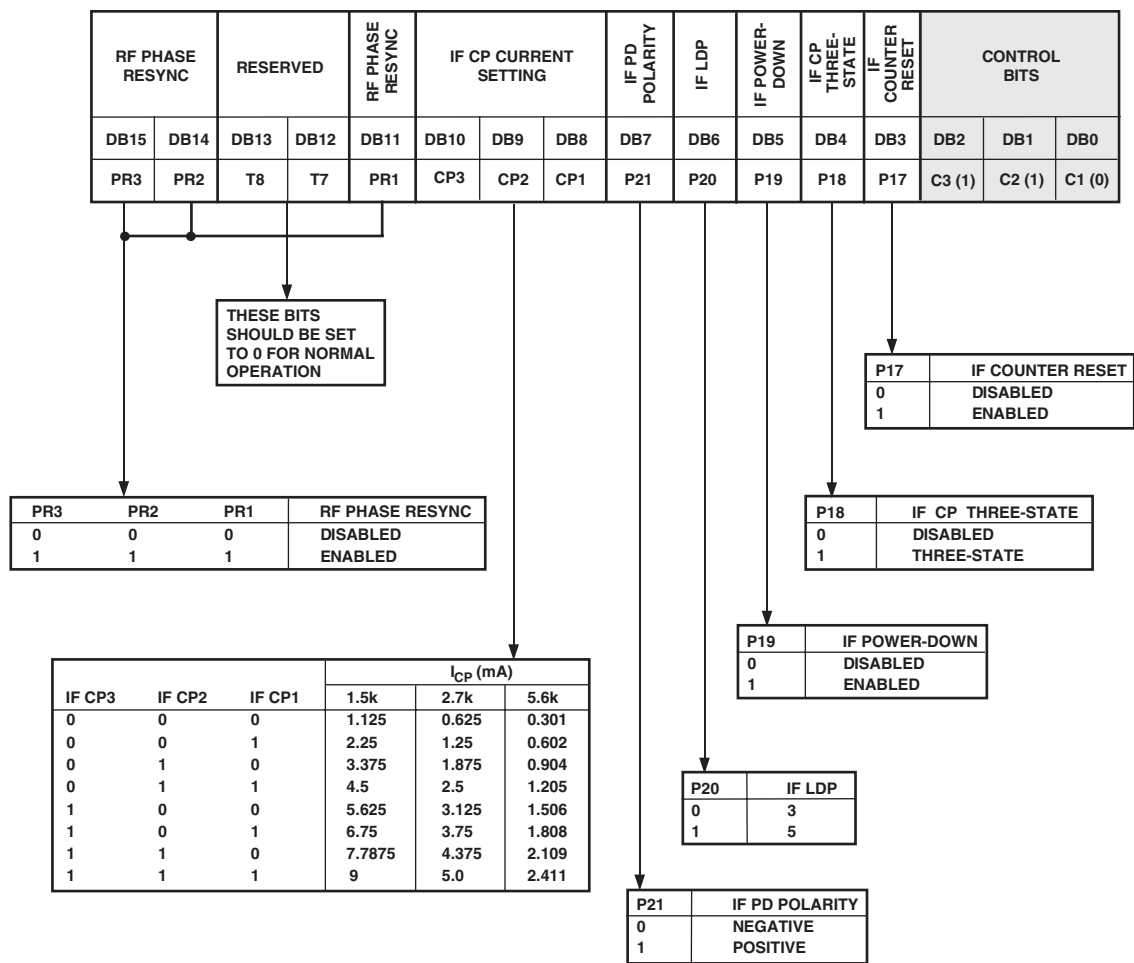 RF PHASE RESYNC RESERVED RF PHASE RESYNC IF CP CURRENT SETTING IF PD POLARITY IF LDP IF POWER-DOWN IF CP THREE-STATE IF COUNTER RESET CONTROL BITS
DB15 DB14 DB13 DB12 DB11 DB10 DB9 DB8 DB7 DB6 DB5 DB4 DB3 DB2 DB1 DB0
PR3 PR2 T8 T7 PR1 CP3 CP2 CP1 P21 P20 P19 P18 P17 C3 (1) C2 (1) C1 (0)
THESE BITS
SHOULD BE SET
TO 0 FOR NORMAL
OPERATION
P17 IF COUNTER RESET
0 DISABLED
1 ENABLED
PR3 PR2 PR1 RF PHASE RESYNC
0 0 0 DISABLED
1 1 1 ENABLED
P18 IF CP THREE-STATE
0 DISABLED
1 THREE-STATE
P19 IF POWER-DOWN
0 DISABLED
1 ENABLED
ICP (mA)
IF CP3 IF CP2 IF CP1 1.5k 2.7k 5.6k
0 0 0 1.125 0.625 0.301
0 0 1 2.25 1.25 0.602
0 1 0 3.375 1.875 0.904
0 1 1 4.5 2.5 1.205
1 0 0 5.625 3.125 1.506
1 0 1 6.75 3.75 1.808
1 1 0 7.7875 4.375 2.109
1 1 1 9 5.0 2.411
P20 IF LDP
0 3
1 5
P21 IF PD POLARITY
0 NEGATIVE
1 POSITIVE